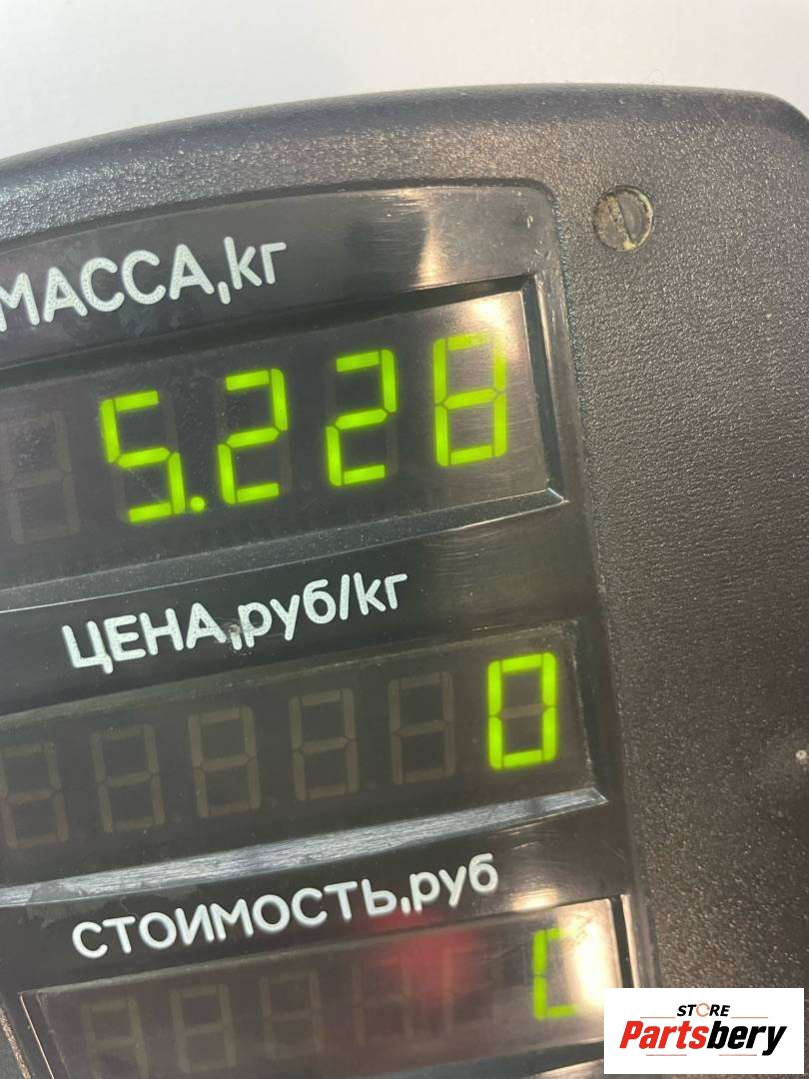 МАССА,кг
5.228
ЦЕНА,руб/кг
0
СТОИМОСТЬ,руб
STORE
Partsbery